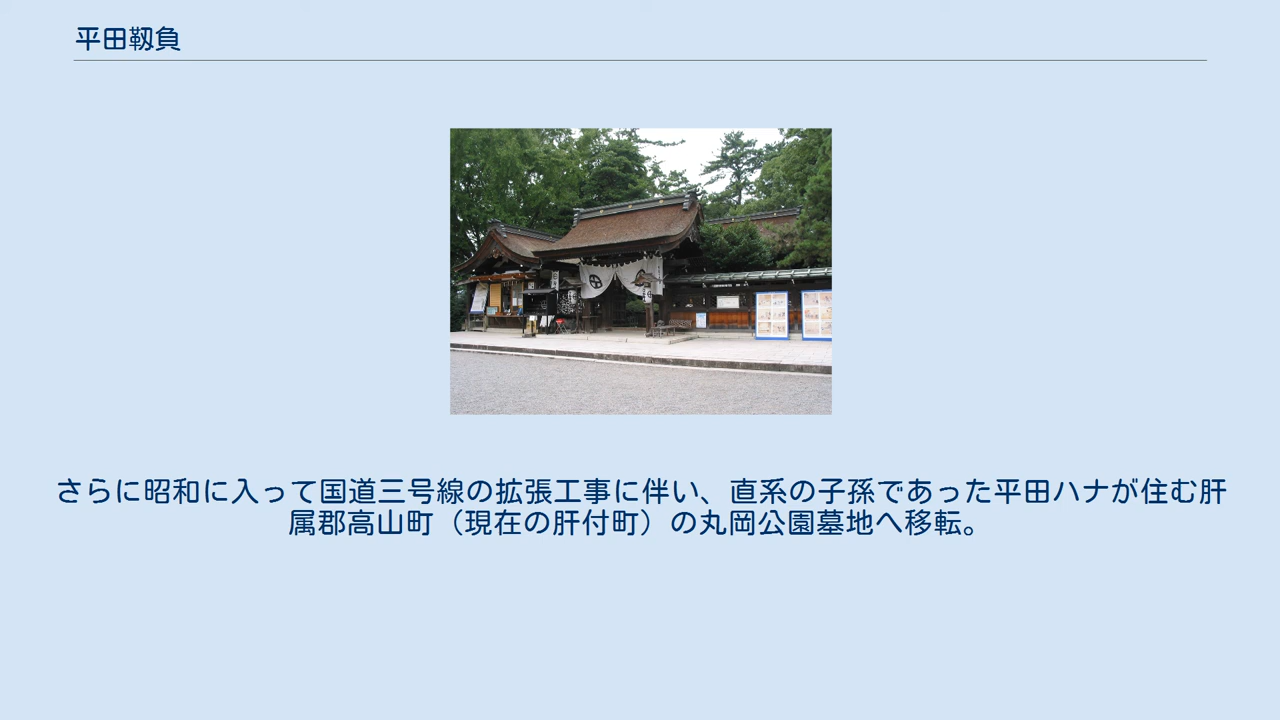 平田靱負
さらに昭和に入って国道三号線の拡張工事に伴い、直系の子孫であった平田ハナが住む肝
属郡高山町（現在の肝付町）の丸岡公園墓地へ移転。